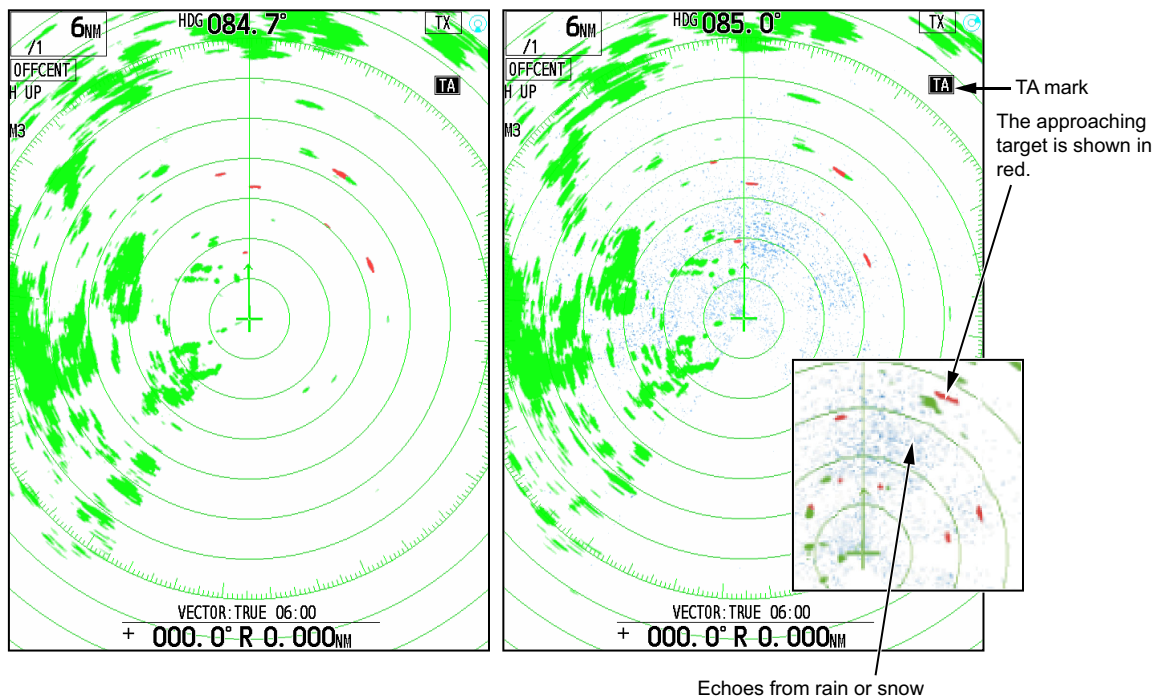 6NM
/1
OFFCENT
H UP
M3
HDG 084.7°
TX
TA
VECTOR:TRUE 06:00
+ 000.0° R 0.000NM
6NM
/1
OFFCENT
H UP
M3
HDG 085.0°
TX
TA
VECTOR:TRUE 06:00
+ 000.0° R 0.000NM
TA mark
The approaching
target is shown in
red.
Echoes from rain or snow